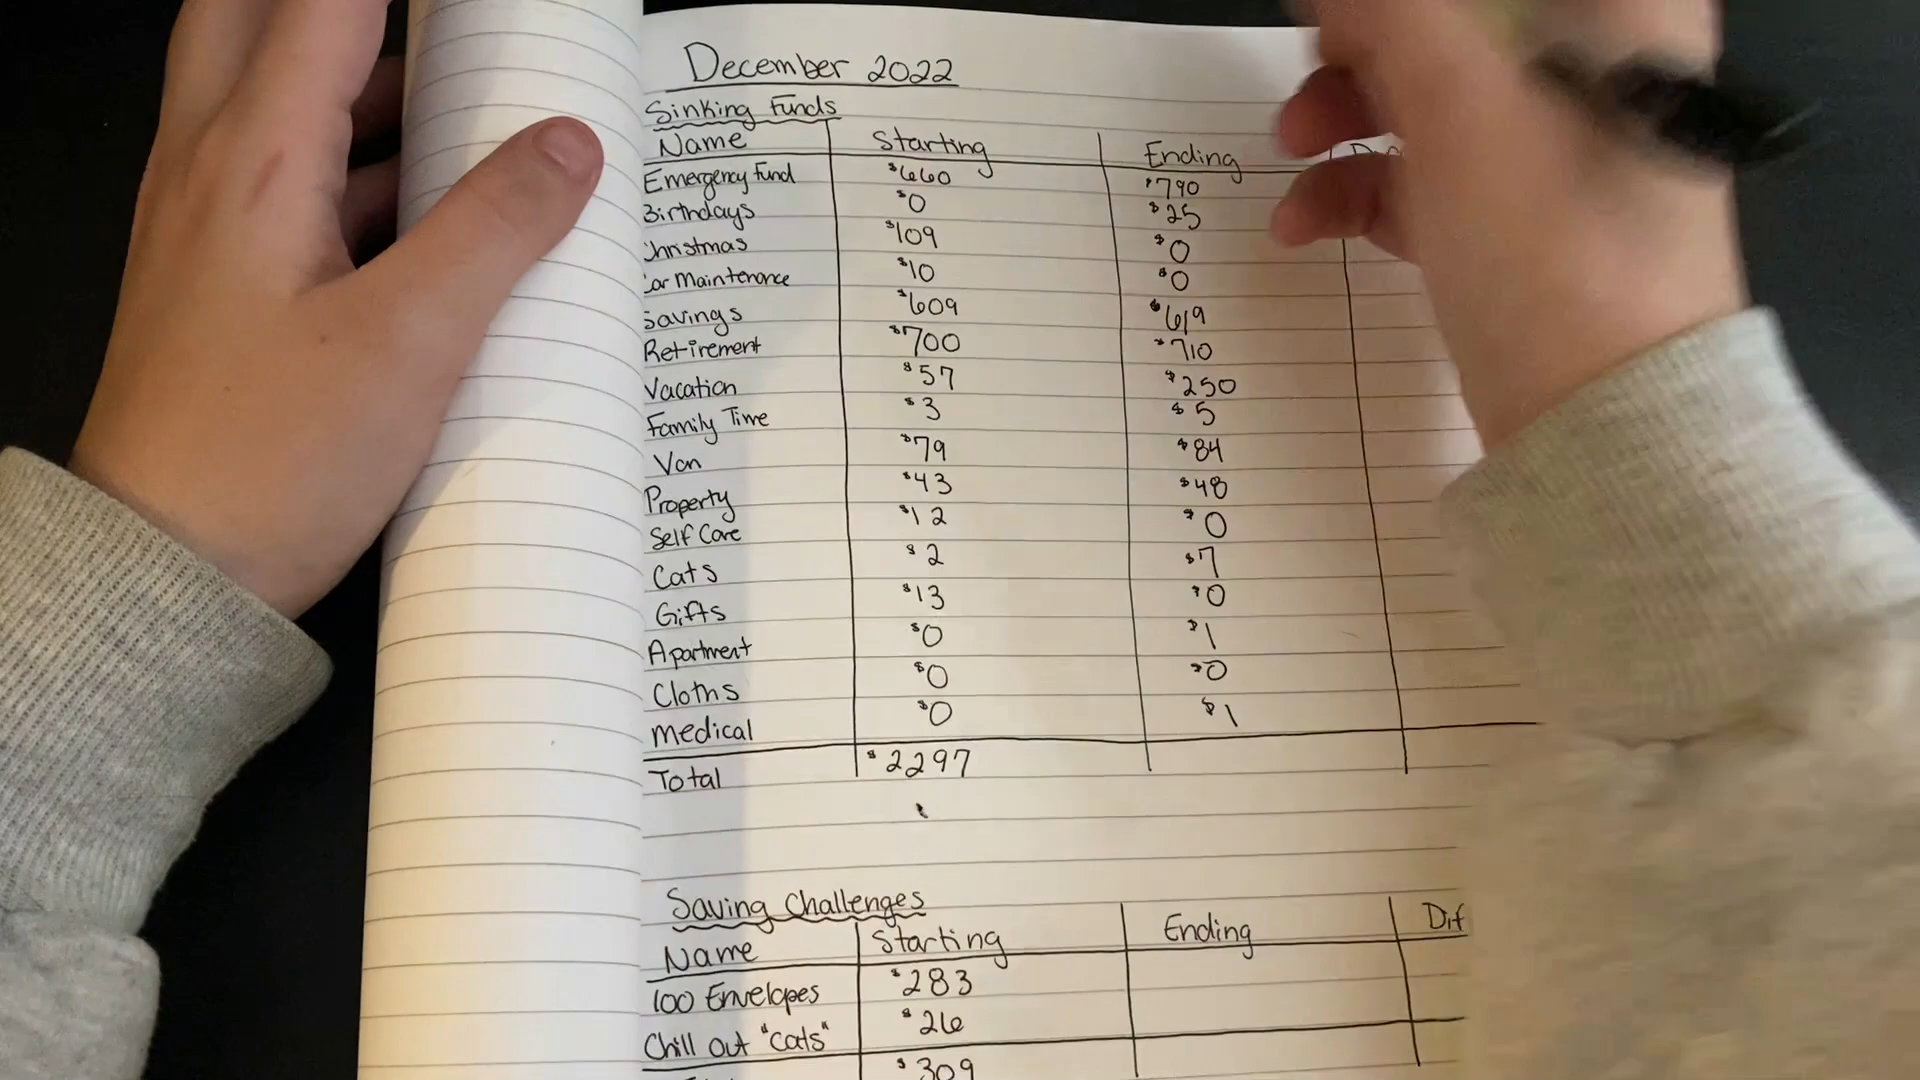 December 2022
Sinking Funds
Name Starting Ending
Emergency Fund $660 $790
Birthdays $0 $25
Christmas $109 $0
Car Maintenance $10 $0
Savings $609 $619
Retirement $700 $710
Vacation $57 $250
Family Time $3 $5
Van $79 $84
Property $43 $48
Self Care $12 $0
Cats $2 $7
Gifts $13 $0
Apartment $0 $1
Cloths $0 $0
Medical $0 $1
Total $2297
Saving Challenges
Name Starting Ending Dif
100 Envelopes $283
Chill out "Cats" $26
$309